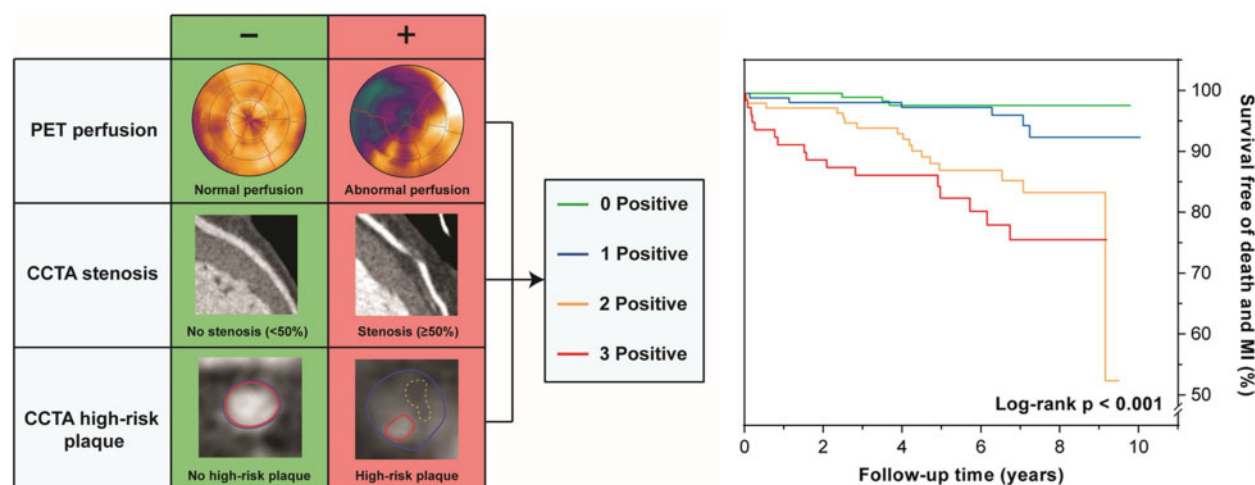 −
+
PET perfusion
Normal perfusion
Abnormal perfusion
CCTA stenosis
No stenosis (<50%)
Stenosis (≥50%)
CCTA high-risk
plaque
No high-risk plaque
High-risk plaque
0 Positive
1 Positive
2 Positive
3 Positive
100
90
80
70
60
50
Survival free of death and MI (%)
Log-rank p < 0.001
0
2
4
6
8
10
Follow-up time (years)